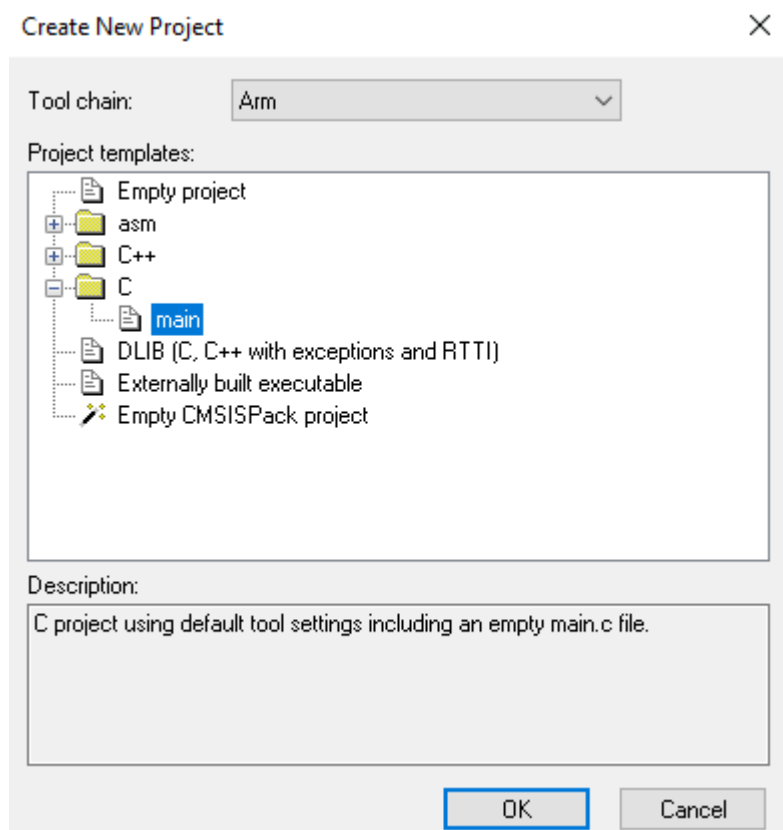 Create New Project
Tool chain: Arm
Project templates:
Empty project
asm
C++
C
main
DLIB (C, C++ with exceptions and RTTI)
Externally built executable
Empty CMSISPack project
Description:
C project using default tool settings including an empty main.c file.
OK Cancel